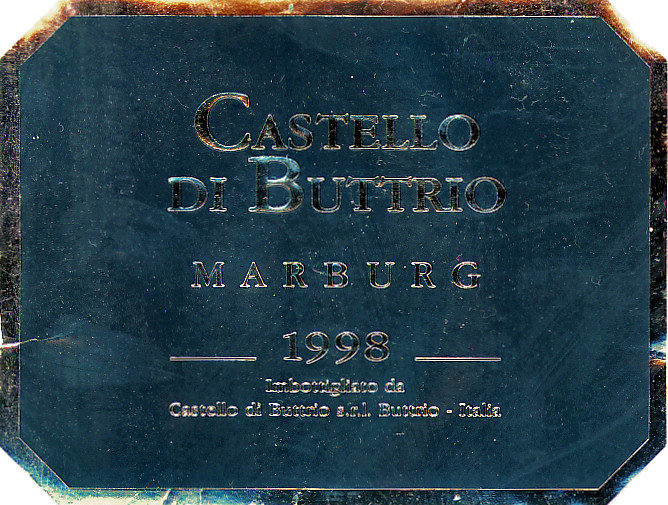 CASTELLO
DI BUTTRIO
MARBURG
1998
Imbottigliato da
Castello di Buttrio s.r.l. Buttrio - Italia